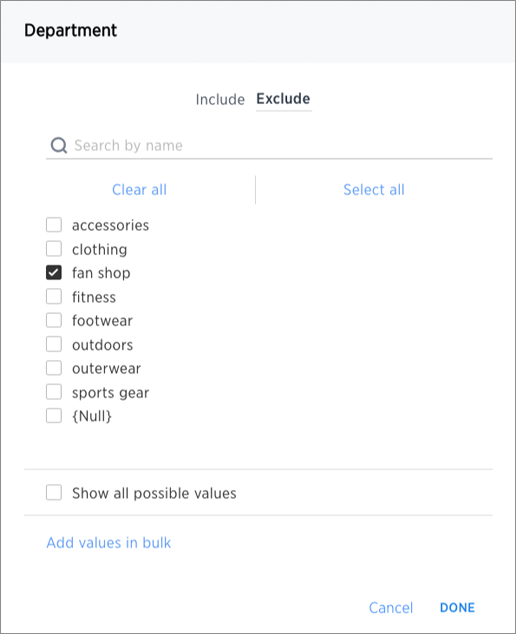 Department
Include Exclude
Search by name
Clear all Select all
accessories
clothing
fan shop
fitness
footwear
outdoors
outerwear
sports gear
{Null}
Show all possible values
Add values in bulk
Cancel DONE